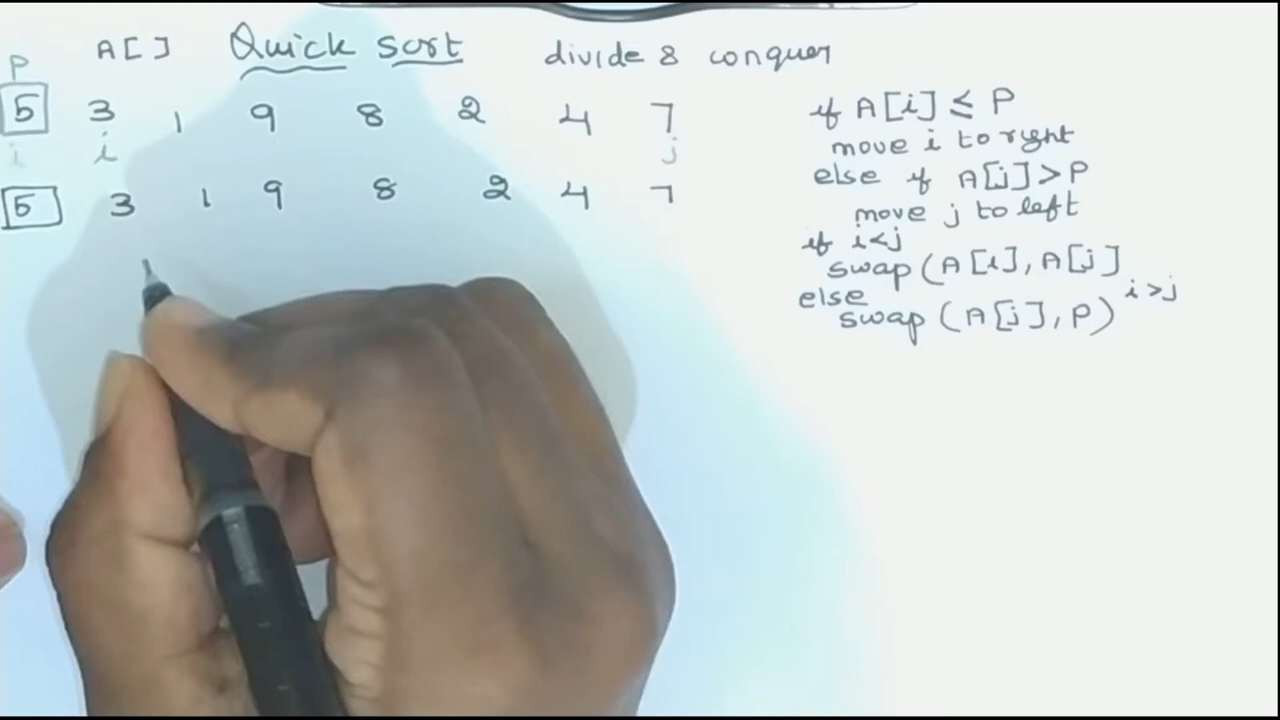 A[ ] Quick sort divide & conquer
P
5 3 1 9 8 2 4 7
i i j
5 3 1 9 8 2 4 7
if A[i] ≤ P
move i to right
else if A[j] > P
move j to left
if i<j
swap (A[i], A[j]
else i>j
swap (A[j], P)